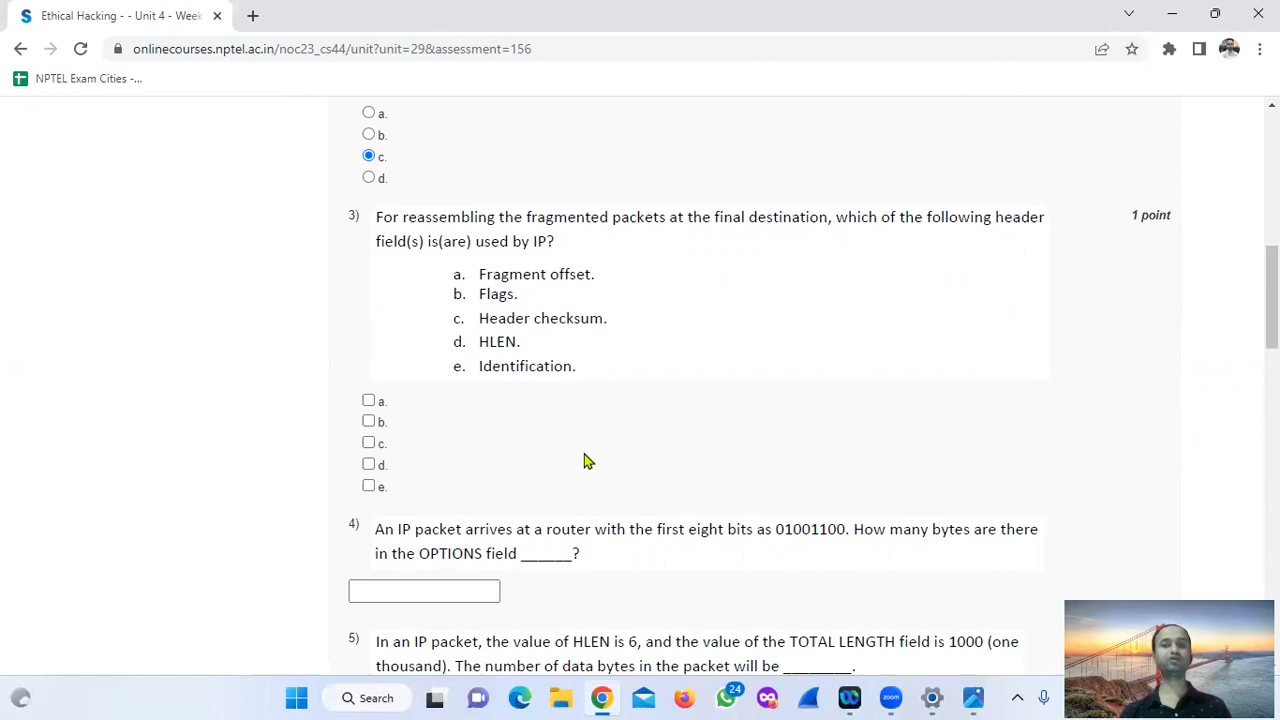 Ethical Hacking - - Unit 4 - Week
onlinecourses.nptel.ac.in/noc23_cs44/unit?unit=29&assessment=156
NPTEL Exam Cities -...
a.
b.
c.
d.
3) For reassembling the fragmented packets at the final destination, which of the following header 1 point
field(s) is(are) used by IP?
a. Fragment offset.
b. Flags.
c. Header checksum.
d. HLEN.
e. Identification.
a.
b.
c.
d.
e.
4) An IP packet arrives at a router with the first eight bits as 01001100. How many bytes are there
in the OPTIONS field ______?
5) In an IP packet, the value of HLEN is 6, and the value of the TOTAL LENGTH field is 1000 (one
thousand). The number of data bytes in the packet will be ________.
Search
24
zoom